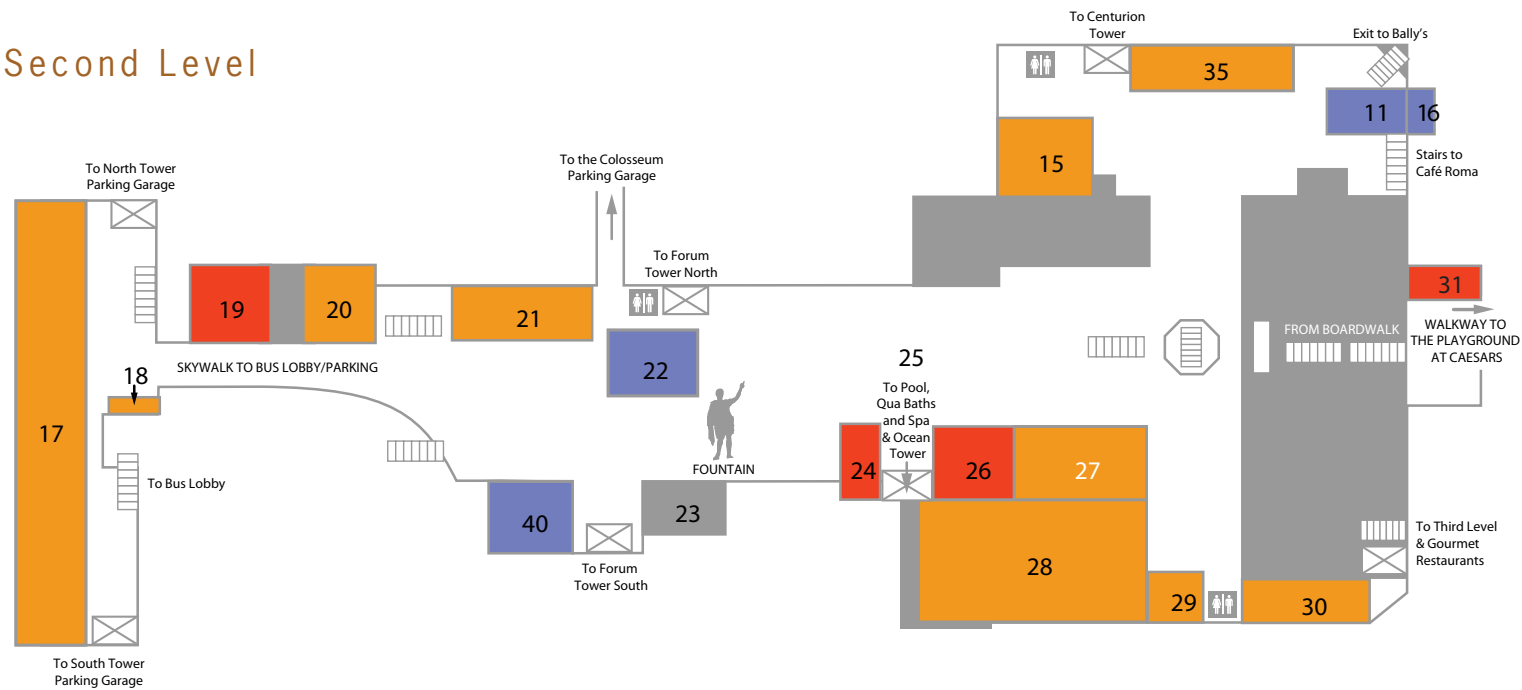 Second Level
To Centurion
Tower
Exit to Bally's
35
11
16
Stairs to
Café Roma
15
To the Colosseum
Parking Garage
To North Tower
Parking Garage
To Forum
Tower North
19
20
21
22
31
FROM BOARDWALK
WALKWAY TO
THE PLAYGROUND
AT CAESARS
SKYWALK TO BUS LOBBY/PARKING
18
17
25
To Pool,
Qua Baths
and Spa
& Ocean
Tower
FOUNTAIN
24
26
27
To Bus Lobby
40
23
To Forum
Tower South
28
29
30
To Third Level
& Gourmet
Restaurants
To South Tower
Parking Garage